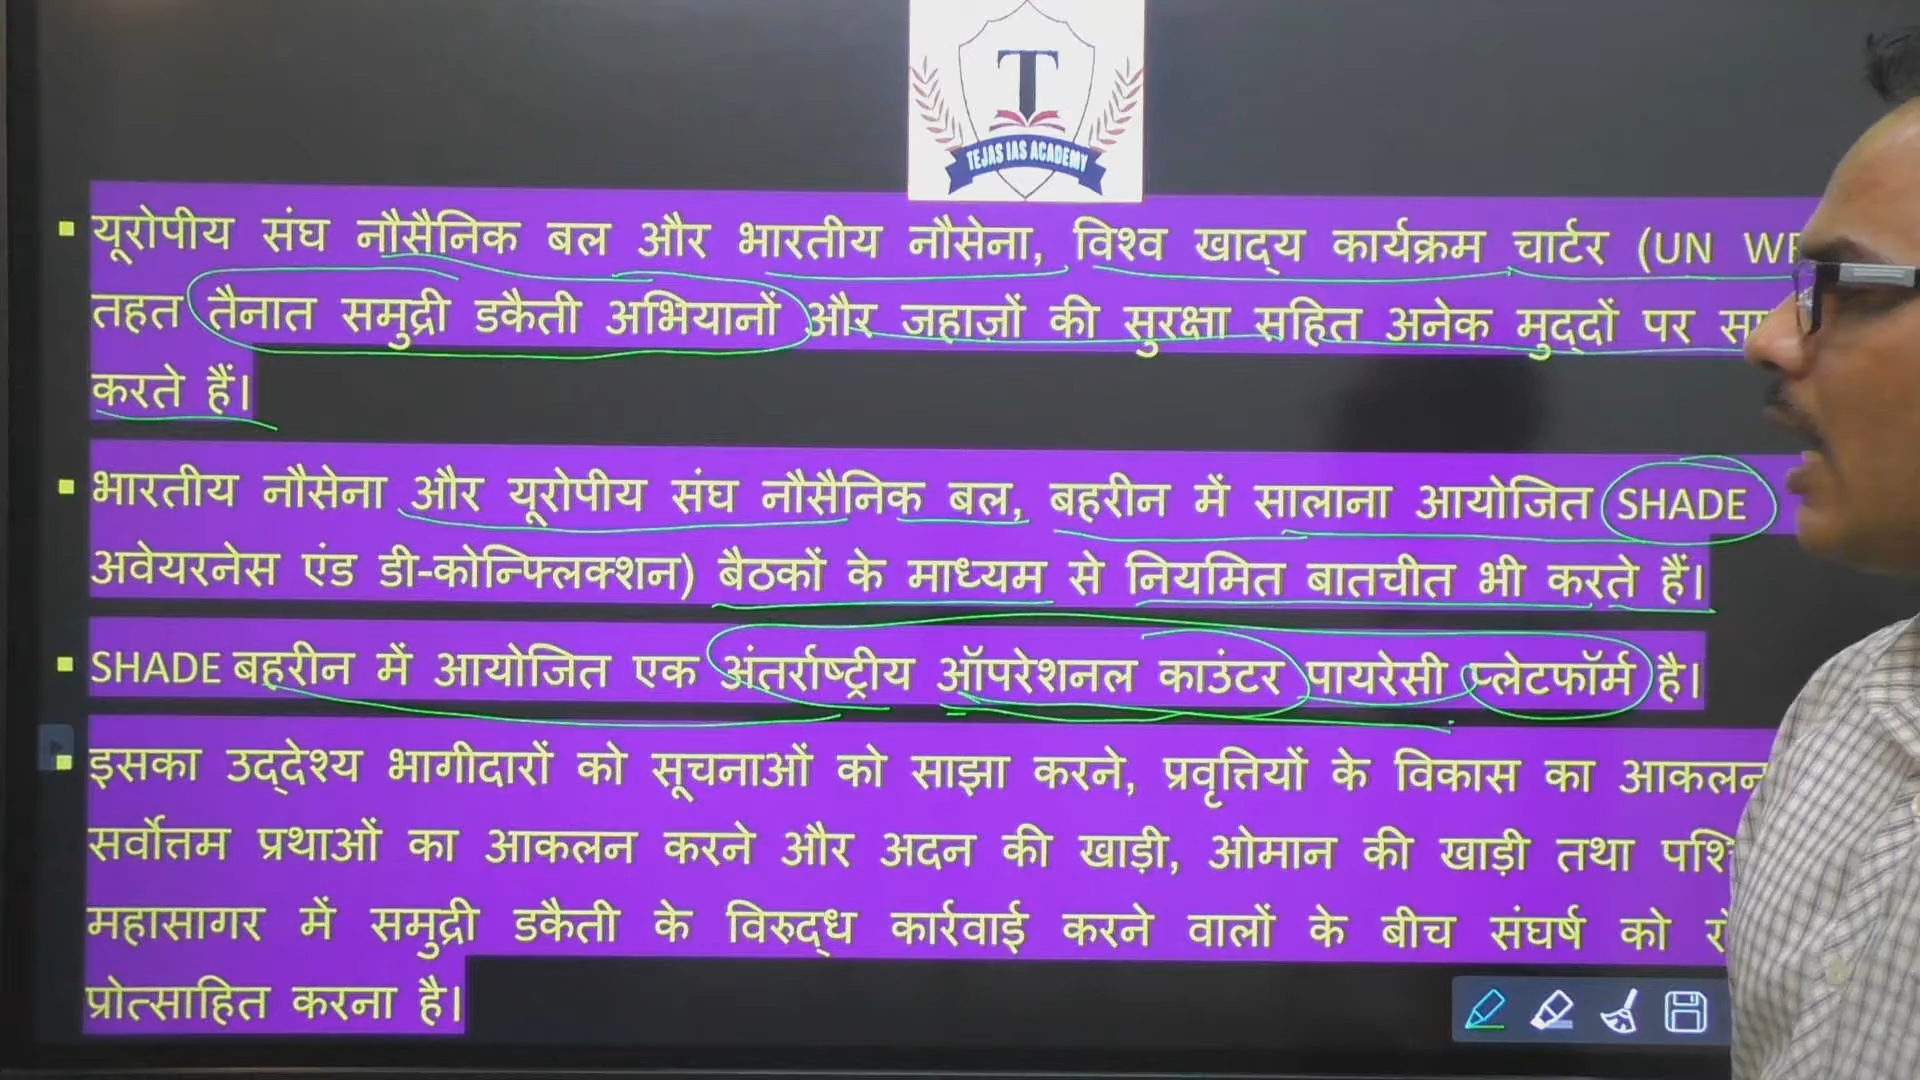 T
TEJAS IAS ACADEMY
यूरोपीय संघ नौसैनिक बल और भारतीय नौसेना, विश्व खाद्य कार्यक्रम चार्टर (UN
तहत तैनात समुद्री डकैती अभियानों और जहाज़ों की सुरक्षा सहित अनेक मुद्दों पर
करते हैं।
भारतीय नौसेना और यूरोपीय संघ नौसैनिक बल, बहरीन में सालाना आयोजित SHADE
अवेयरनेस एंड डी-कोन्फ्लिक्शन) बैठकों के माध्यम से नियमित बातचीत भी करते हैं।
SHADE बहरीन में आयोजित एक अंतर्राष्ट्रीय ऑपरेशनल काउंटर पायरेसी प्लेटफॉर्म है।
इसका उद्देश्य भागीदारों को सूचनाओं को साझा करने, प्रवृत्तियों के विकास का आकलन
सर्वोत्तम प्रथाओं का आकलन करने और अदन की खाड़ी, ओमान की खाड़ी तथा
महासागर में समुद्री डकैती के विरुद्ध कार्रवाई करने वालों के बीच संघर्ष को
प्रोत्साहित करना है।